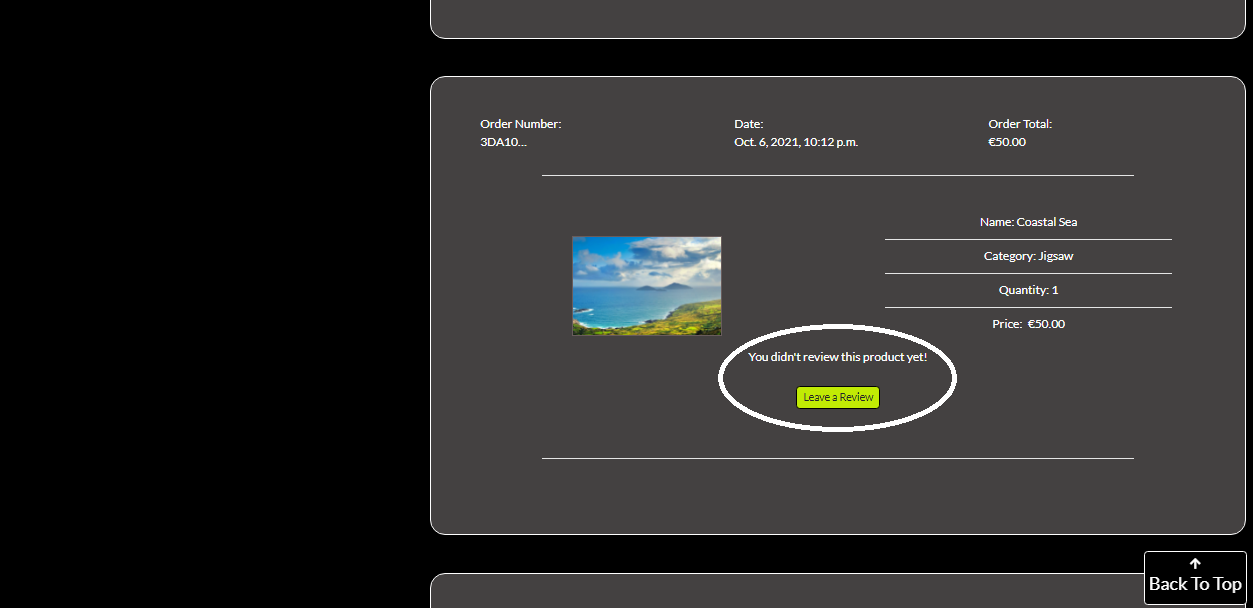 Order Number:
3DA10...
Date:
Oct. 6, 2021, 10:12 p.m.
Order Total:
€50.00
Name: Coastal Sea
Category: Jigsaw
Quantity: 1
Price: €50.00
You didn't review this product yet!
Leave a Review
Back To Top